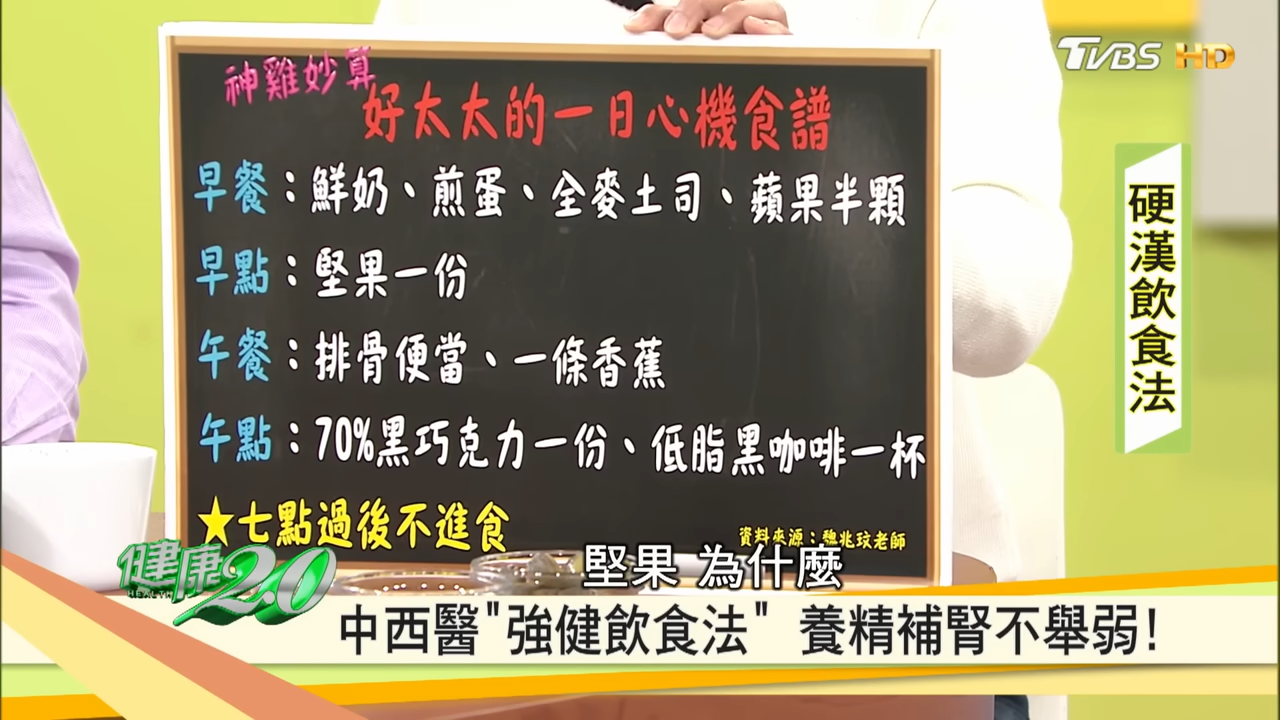 TVBS HD
神雞妙算
好太太的一日心機食譜
早餐：鮮奶、煎蛋、全麥土司、蘋果半顆
早點：堅果一份
午餐：排骨便當、一條香蕉
午點：70%黑巧克力一份、低脂黑咖啡一杯
★七點過後不進食
資料來源：魏兆玟老師
硬漢飲食法
健康2.0
HEALTH
堅果 為什麼
中西醫"強健飲食法" 養精補腎不舉弱!